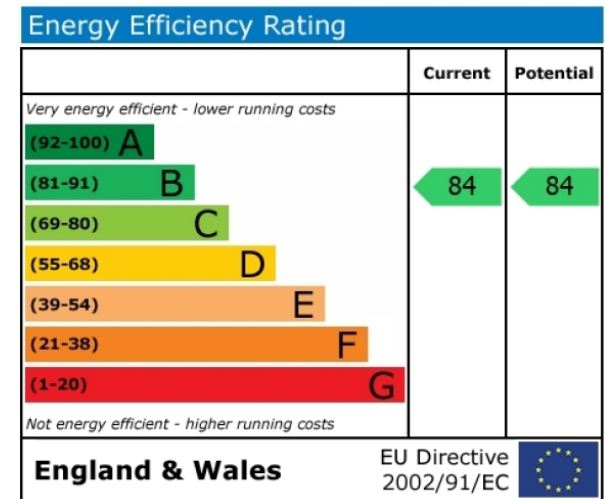 Energy Efficiency Rating
Current Potential
Very energy efficient - lower running costs
(92-100) A
(81-91) B 84 84
(69-80) C
(55-68) D
(39-54) E
(21-38) F
(1-20) G
Not energy efficient - higher running costs
England & Wales
EU Directive
2002/91/EC